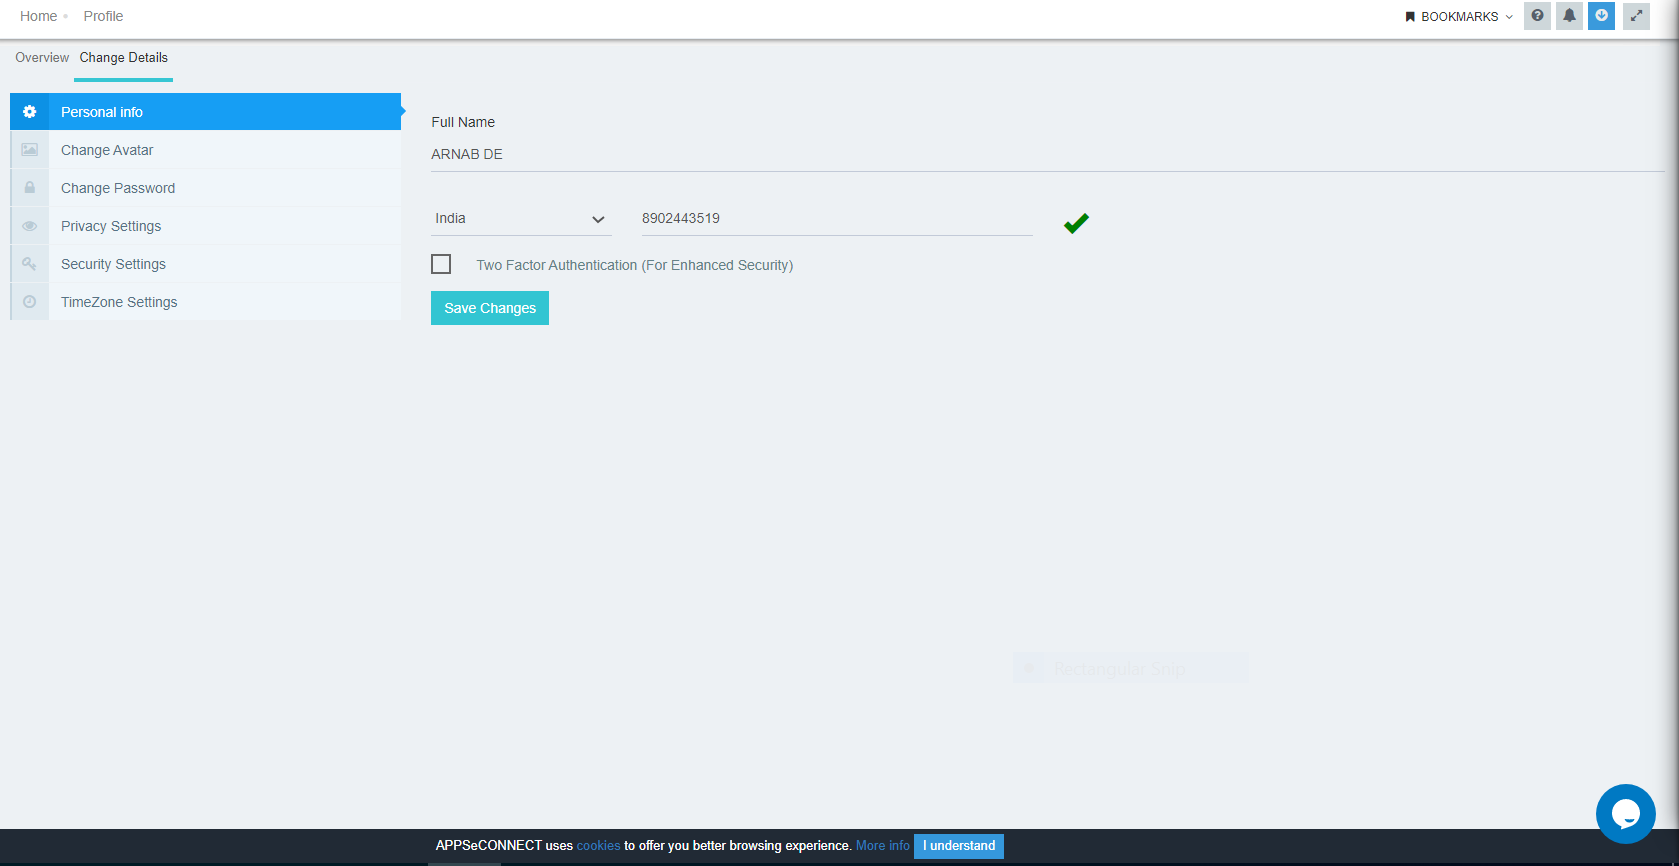 Home Profile BOOKMARKS
Overview Change Details
Personal info
Change Avatar
Change Password
Privacy Settings
Security Settings
TimeZone Settings
Full Name
ARNAB DE
India 8902443519
Two Factor Authentication (For Enhanced Security)
Save Changes
Rectangular Snip
APPSeCONNECT uses cookies to offer you better browsing experience. More info I understand